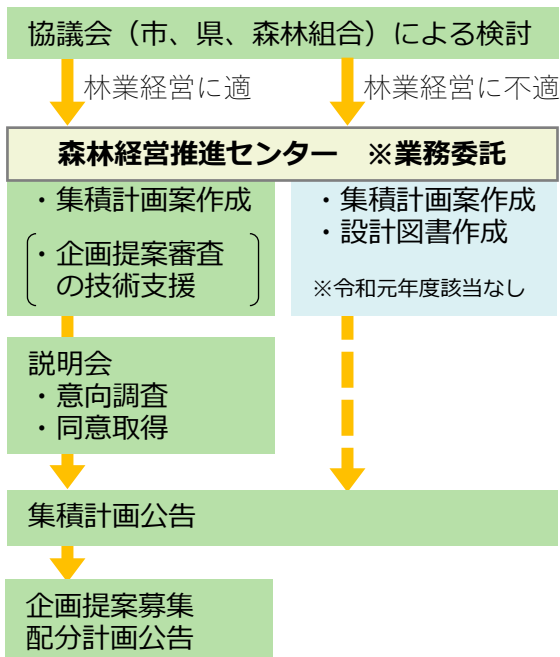 協議会（市、県、森林組合）による検討
林業経営に適
林業経営に不適
森林経営推進センター　※業務委託
・集積計画案作成
・企画提案審査
の技術支援
・集積計画案作成
・設計図書作成
※令和元年度該当なし
説明会
・意向調査
・同意取得
集積計画公告
企画提案募集
配分計画公告